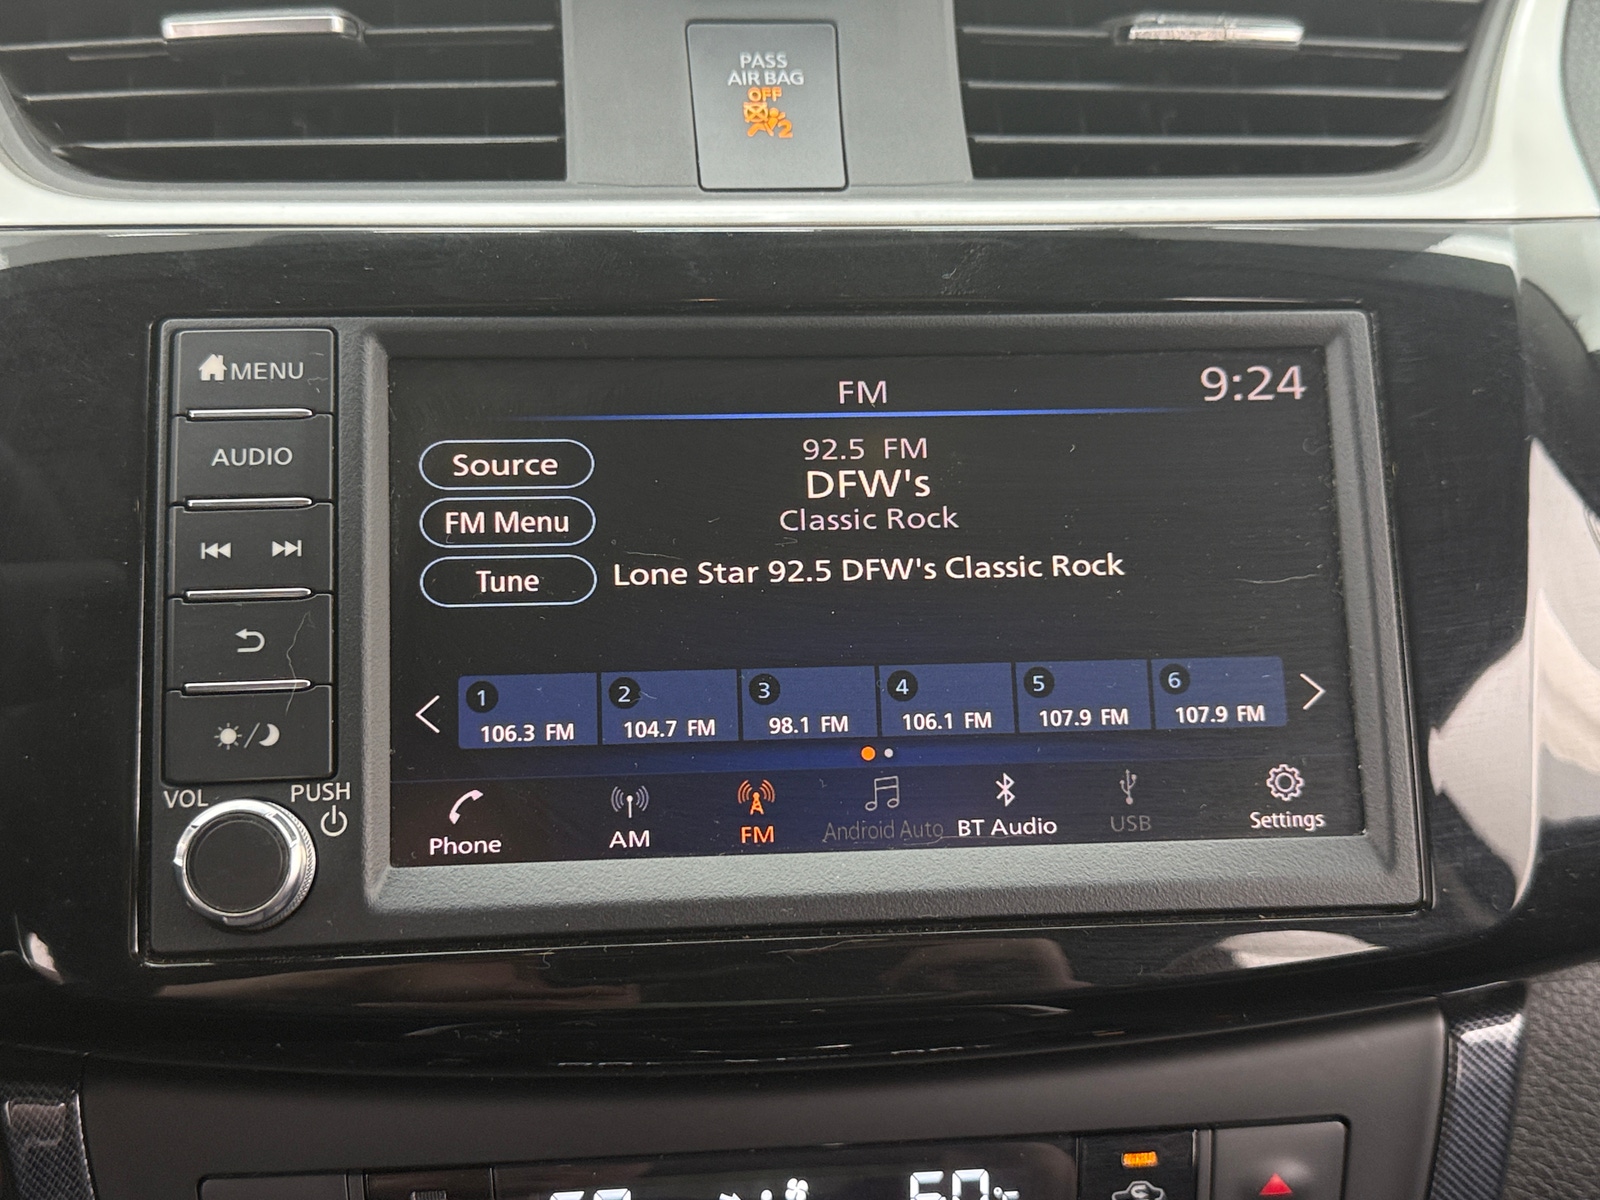 PASS
AIR BAG
OFF
2
MENU
AUDIO
VOL
PUSH
FM
9:24
Source
FM Menu
Tune
92.5 FM
DFW's
Classic Rock
Lone Star 92.5 DFW's Classic Rock
1 106.3 FM
2 104.7 FM
3 98.1 FM
4 106.1 FM
5 107.9 FM
6 107.9 FM
Phone
AM
FM
Android Auto
BT Audio
USB
Settings
60